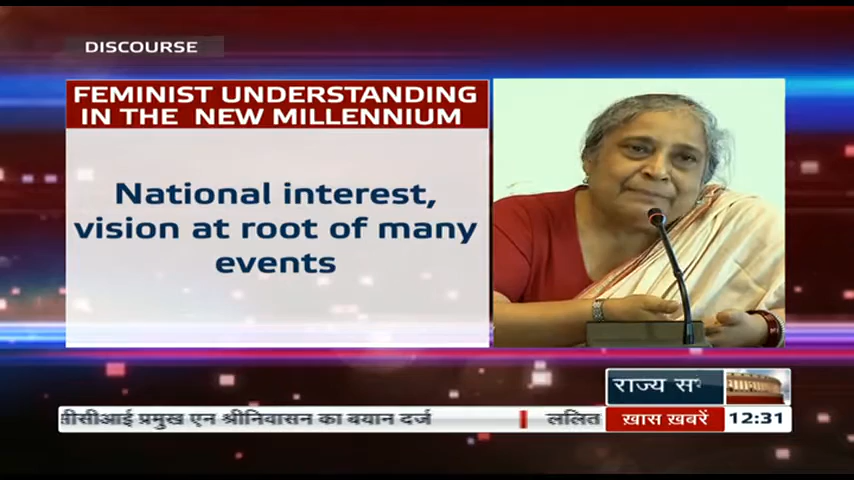 DISCOURSE
FEMINIST UNDERSTANDING
IN THE NEW MILLENNIUM
National interest,
vision at root of many
events
राज्य
प्रमुख एन श्रीनिवासन का बयान दर्ज
ललित
ख़ास ख़बरें
12:31